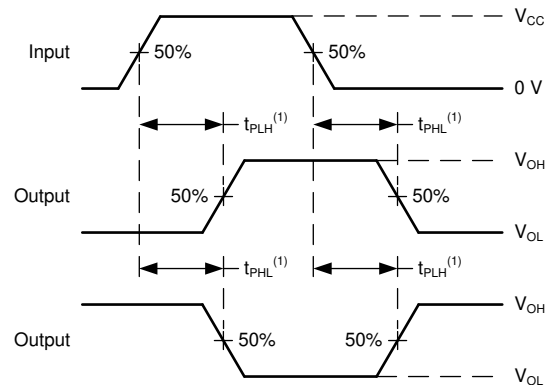 V_CC
Input 50% 50%
0 V
t_PLH^(1) t_PHL^(1)
V_OH
Output 50% 50%
V_OL
t_PHL^(1) t_PLH^(1)
V_OH
Output 50% 50%
V_OL